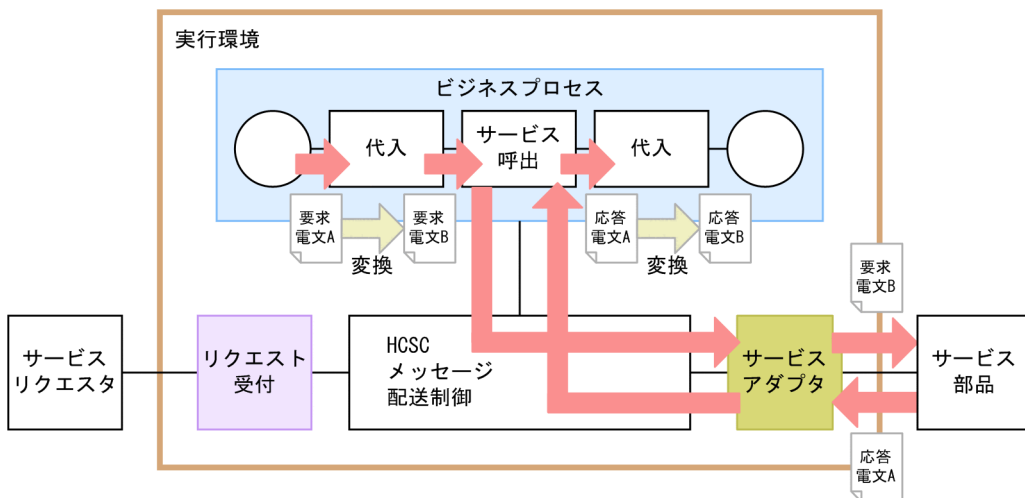 実行環境
ビジネスプロセス
代入
サービス
呼出
代入
要求
電文A
要求
電文B
変換
応答
電文A
応答
電文B
変換
要求
電文B
サービス
リクエスタ
リクエスト
受付
HCSC
メッセージ
配送制御
サービス
アダプタ
サービス
部品
応答
電文A